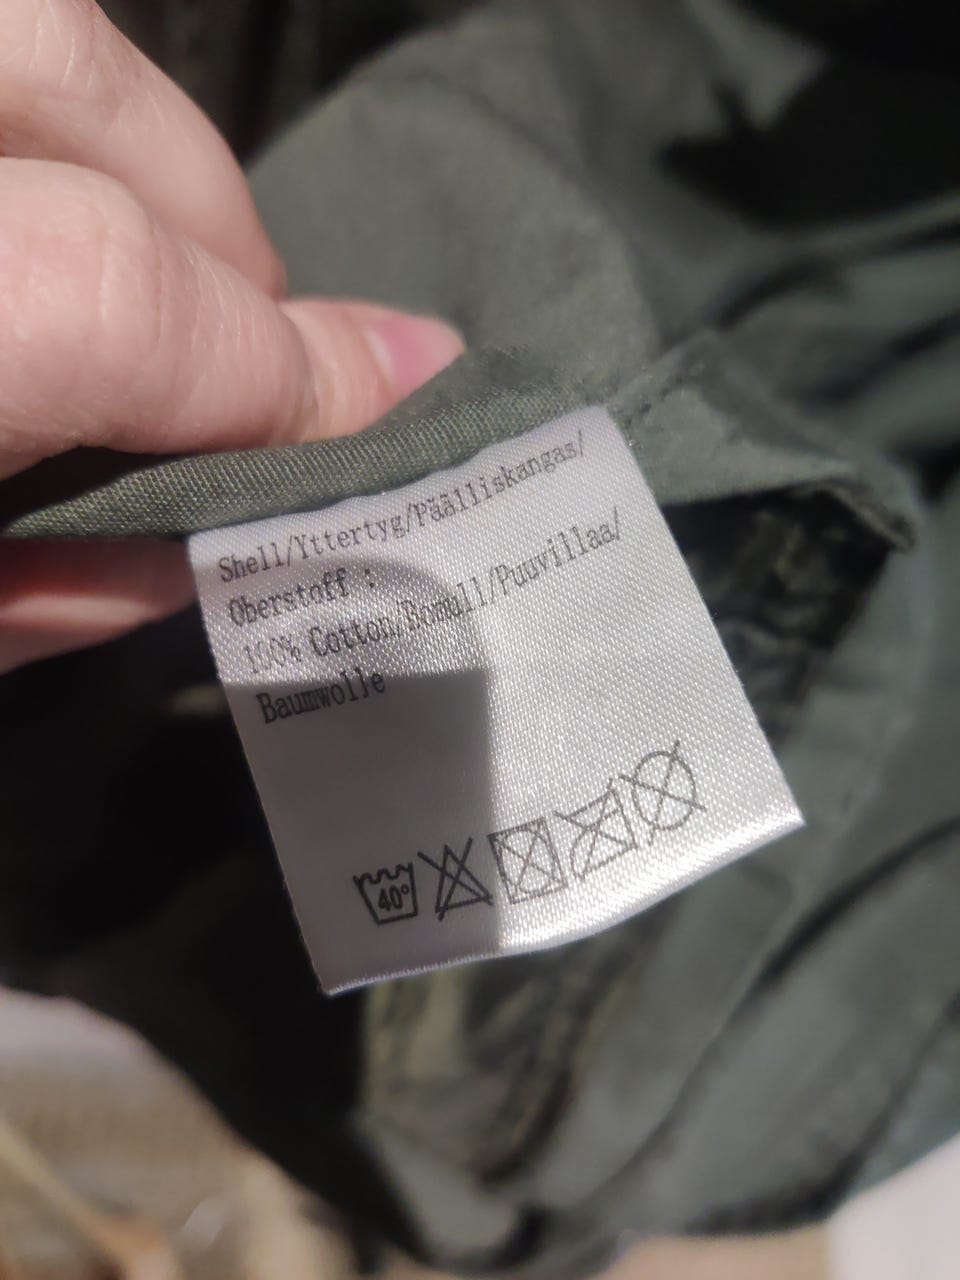 Shell/Yttertyg/Päälliskangas/
Oberstoff :
100% Cotton/Bomull/Puuvillaa/
Baumwolle
40°